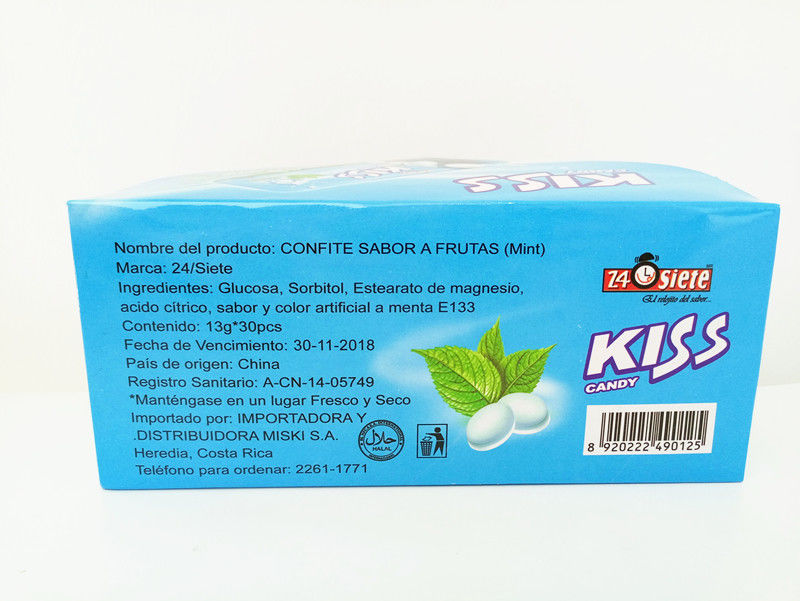 KISS
Nombre del producto: CONFITE SABOR A FRUTAS (Mint)
Marca: 24/Siete
Ingredientes: Glucosa, Sorbitol, Estearato de magnesio,
acido cítrico, sabor y color artificial a menta E133
Contenido: 13g*30pcs
Fecha de Vencimiento: 30-11-2018
País de origen: China
Registro Sanitario: A-CN-14-05749
*Manténgase en un lugar Fresco y Seco
Importado por: IMPORTADORA Y
.DISTRIBUIDORA MISKI S.A.
Heredia, Costa Rica
Teléfono para ordenar: 2261-1771
حلال
HALAL
24 siete
El relojito del sabor...
KISS
CANDY
8 920222 490125